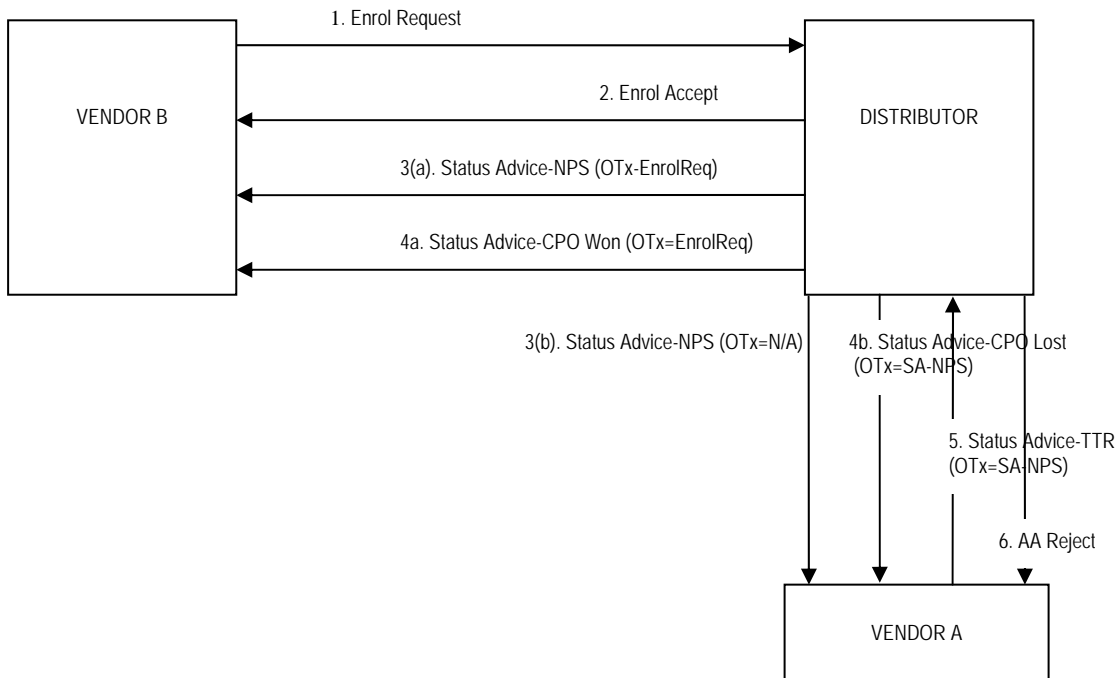 1. Enrol Request
VENDOR B
2. Enrol Accept
DISTRIBUTOR
3(a). Status Advice-NPS (OTx-EnrolReq)
4a. Status Advice-CPO Won (OTx=EnrolReq)
3(b). Status Advice-NPS (OTx=N/A)
4b. Status Advice-CPO Lost
(OTx=SA-NPS)
5. Status Advice-TTR
(OTx=SA-NPS)
6. AA Reject
VENDOR A